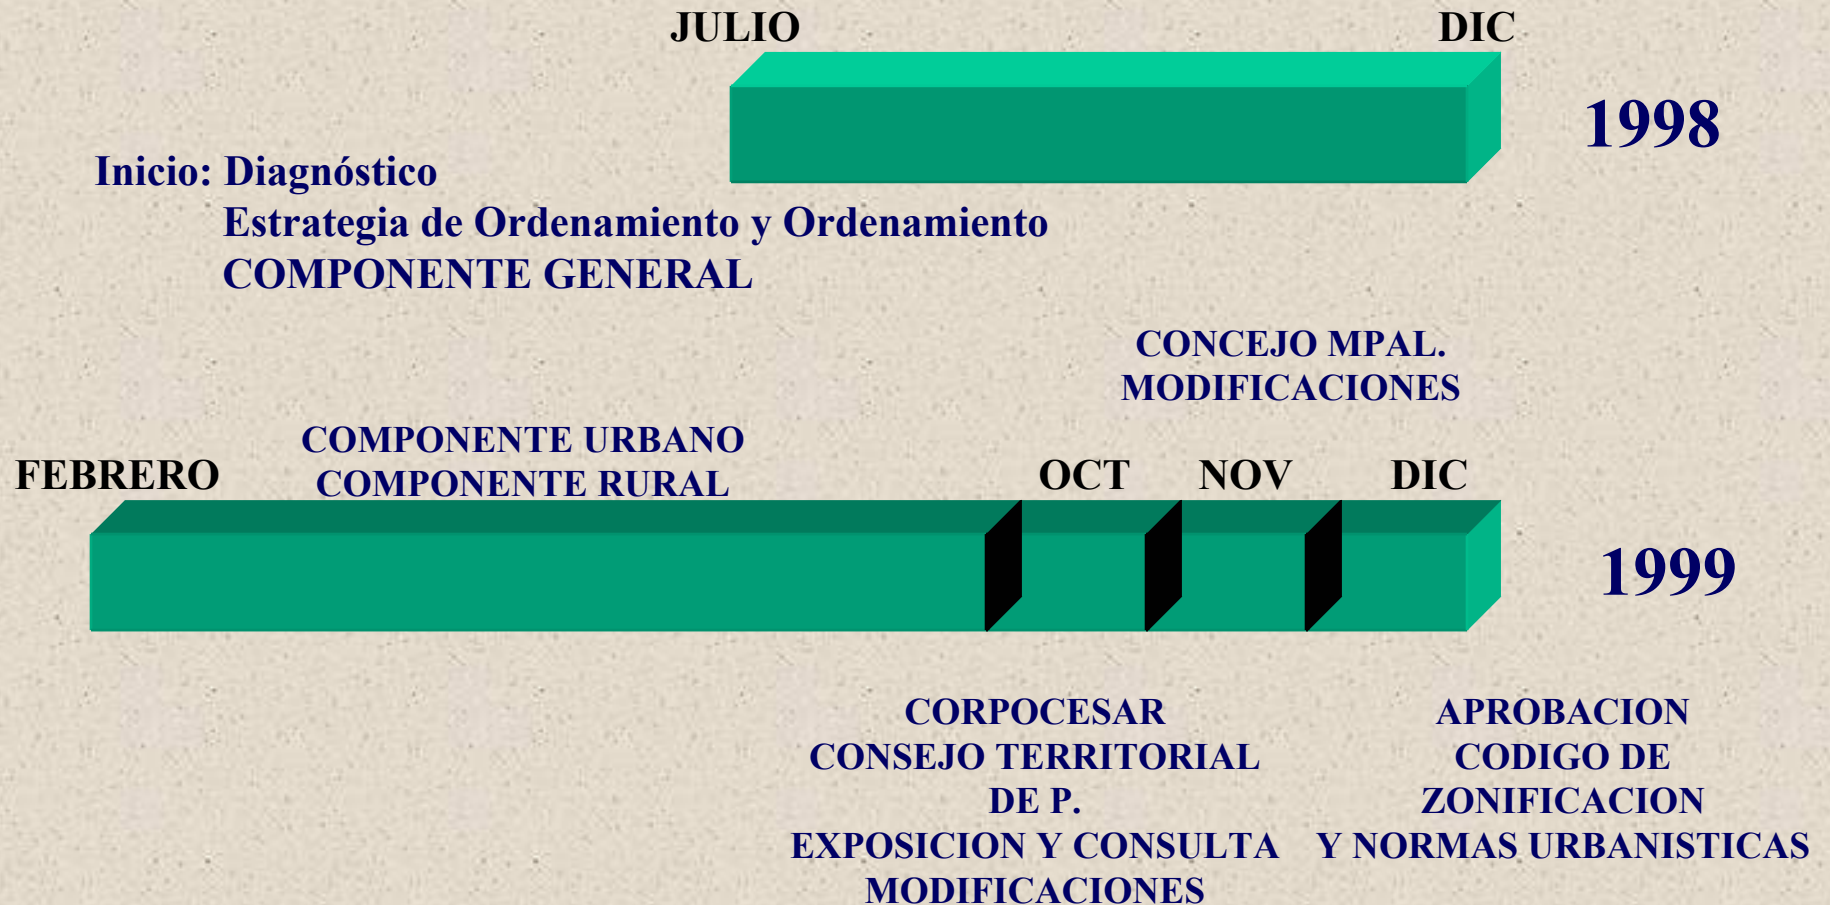 JULIO DIC
1998
Inicio: Diagnóstico
Estrategia de Ordenamiento y Ordenamiento
COMPONENTE GENERAL
CONCEJO MPAL.
MODIFICACIONES
COMPONENTE URBANO
COMPONENTE RURAL
FEBRERO OCT NOV DIC
1999
CORPOCESAR
CONSEJO TERRITORIAL
DE P.
EXPOSICION Y CONSULTA
MODIFICACIONES
APROBACION
CODIGO DE
ZONIFICACION
Y NORMAS URBANISTICAS